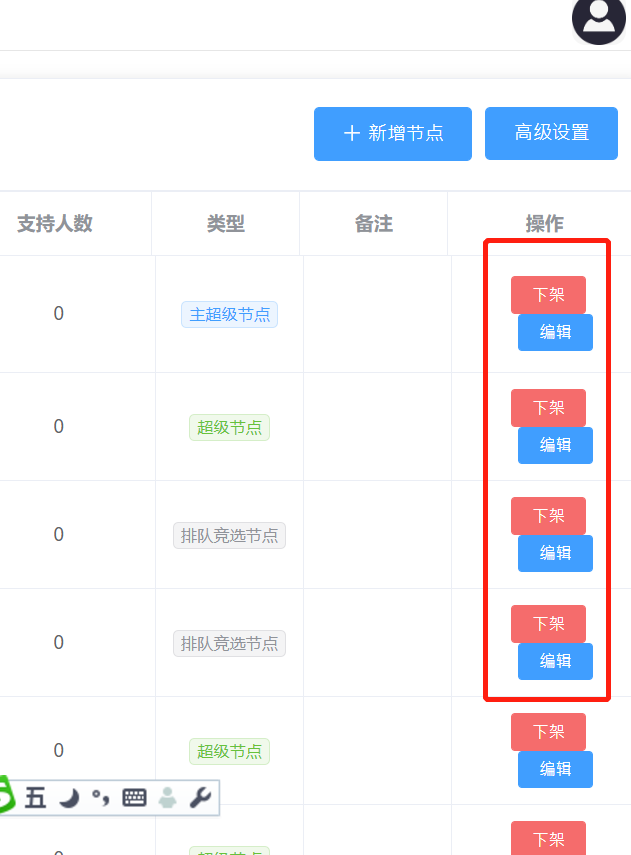 新增节点 高级设置
支持人数 类型 备注 操作
0 主超级节点 下架
编辑
0 超级节点 下架
编辑
0 排队竞选节点 下架
编辑
0 排队竞选节点 下架
编辑
0 超级节点 下架
编辑
五
下架